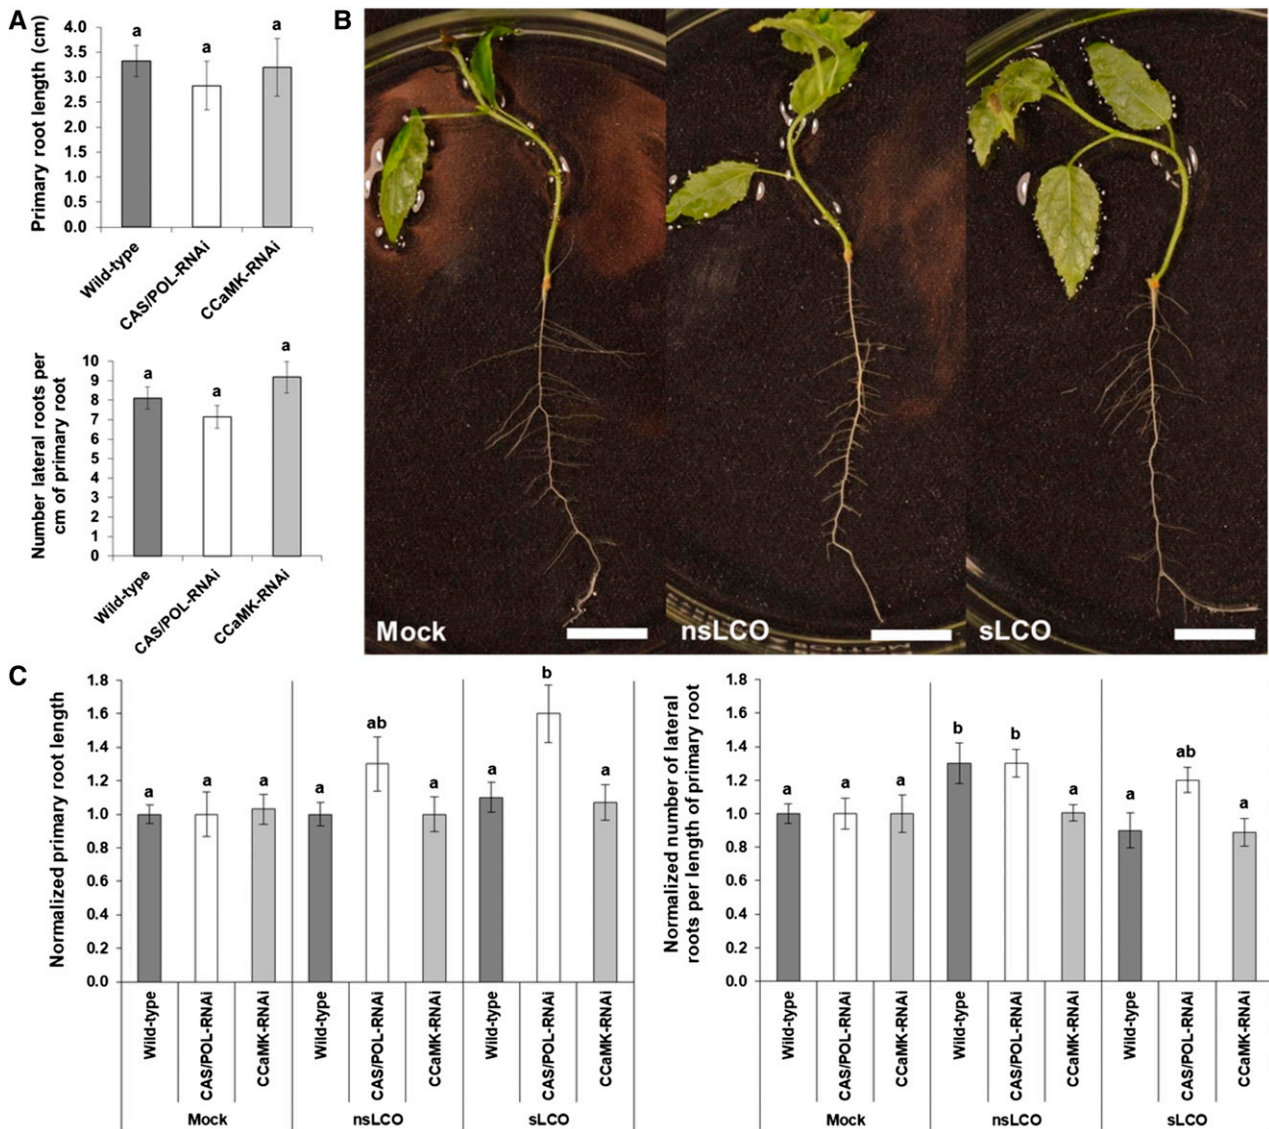 A
Primary root length (cm)
4.0
3.5
3.0
2.5
2.0
1.5
1.0
0.5
0.0
a
a
a
Wild-type
CAS/POL-RNAi
CCaMK-RNAi
Number lateral roots per
cm of primary root
10
9
8
7
6
5
4
3
2
1
0
a
a
a
Wild-type
CAS/POL-RNAi
CCaMK-RNAi
B
Mock
nsLCO
sLCO
C
Normalized primary root length
1.8
1.6
1.4
1.2
1.0
0.8
0.6
0.4
0.2
0.0
a
a
a
a
ab
a
a
b
a
Wild-type
CAS/POL-RNAi
CCaMK-RNAi
Wild-type
CAS/POL-RNAi
CCaMK-RNAi
Wild-type
CAS/POL-RNAi
CCaMK-RNAi
Mock
nsLCO
sLCO
Normalized number of lateral
roots per length of primary root
1.8
1.6
1.4
1.2
1.0
0.8
0.6
0.4
0.2
0.0
a
a
a
b
b
a
a
ab
a
Wild-type
CAS/POL-RNAi
CCaMK-RNAi
Wild-type
CAS/POL-RNAi
CCaMK-RNAi
Wild-type
CAS/POL-RNAi
CCaMK-RNAi
Mock
nsLCO
sLCO